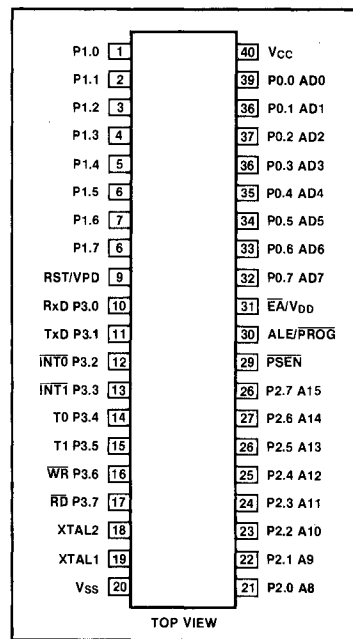 P1.0 1 40 VCC
P1.1 2 39 P0.0 AD0
P1.2 3 36 P0.1 AD1
P1.3 4 37 P0.2 AD2
P1.4 5 36 P0.3 AD3
P1.5 6 35 P0.4 AD4
P1.6 7 34 P0.5 AD5
P1.7 6 33 P0.6 AD6
RST/VPD 9 32 P0.7 AD7
RxD P3.0 10 31 E̅A̅/VDD
TxD P3.1 11 30 ALE/P̅R̅O̅G̅
I̅N̅T̅0̅ P3.2 12 29 P̅S̅E̅N̅
I̅N̅T̅1̅ P3.3 13 26 P2.7 A15
T0 P3.4 14 27 P2.6 A14
T1 P3.5 15 26 P2.5 A13
W̅R̅ P3.6 16 25 P2.4 A12
R̅D̅ P3.7 17 24 P2.3 A11
XTAL2 18 23 P2.2 A10
XTAL1 19 22 P2.1 A9
VSS 20 21 P2.0 A8
TOP VIEW